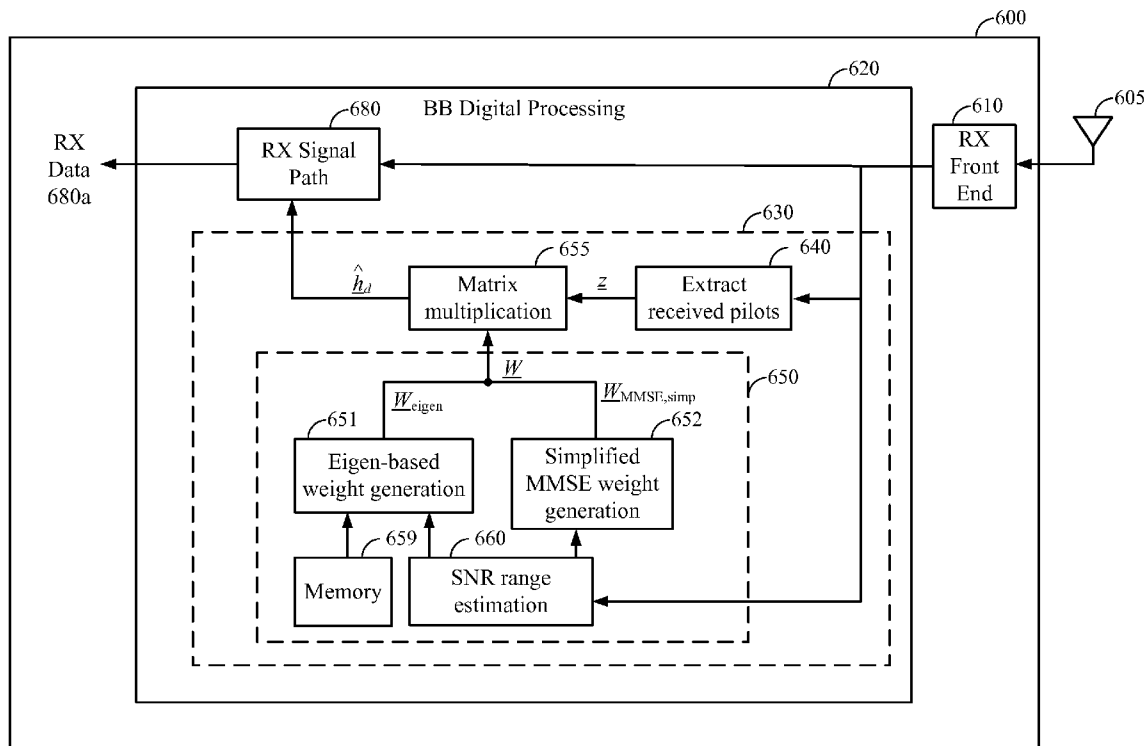 600
620
605
BB Digital Processing
680
610
RX
Data
680a
RX Signal
Path
RX
Front
End
630
655
640
ĥd
Matrix
multiplication
z
Extract
received pilots
W
650
Weigen
WMMSE,simp
651
652
Eigen-based
weight generation
Simplified
MMSE weight
generation
659
660
Memory
SNR range
estimation